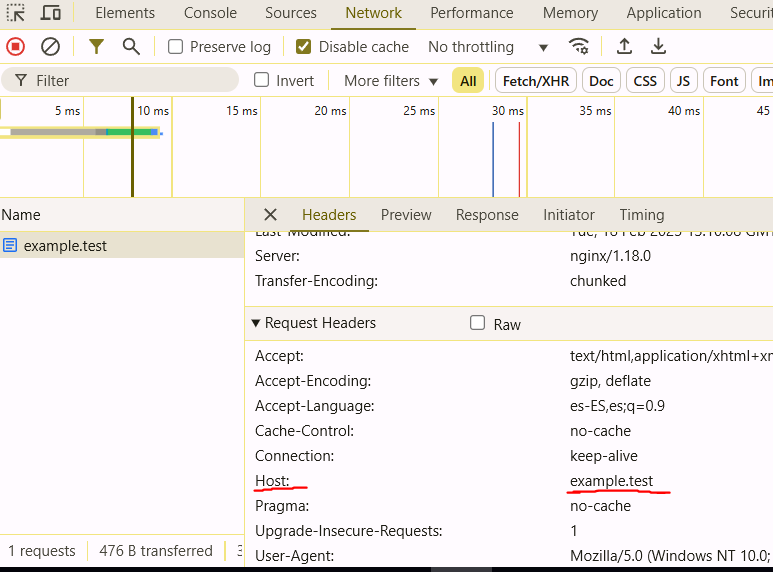 Elements Console Sources Network Performance Memory Application Securi
Preserve log Disable cache No throttling
Filter Invert More filters All Fetch/XHR Doc CSS JS Font Im
5 ms 10 ms 15 ms 20 ms 25 ms 30 ms 35 ms 40 ms 45
Name Headers Preview Response Initiator Timing
example.test
Last-Modified:
Server: nginx/1.18.0
Transfer-Encoding: chunked
Request Headers Raw
Accept: text/html,application/xhtml+xm
Accept-Encoding: gzip, deflate
Accept-Language: es-ES,es;q=0.9
Cache-Control: no-cache
Connection: keep-alive
Host: example.test
Pragma: no-cache
Upgrade-Insecure-Requests: 1
User-Agent: Mozilla/5.0 (Windows NT 10.0;
1 requests 476 B transferred